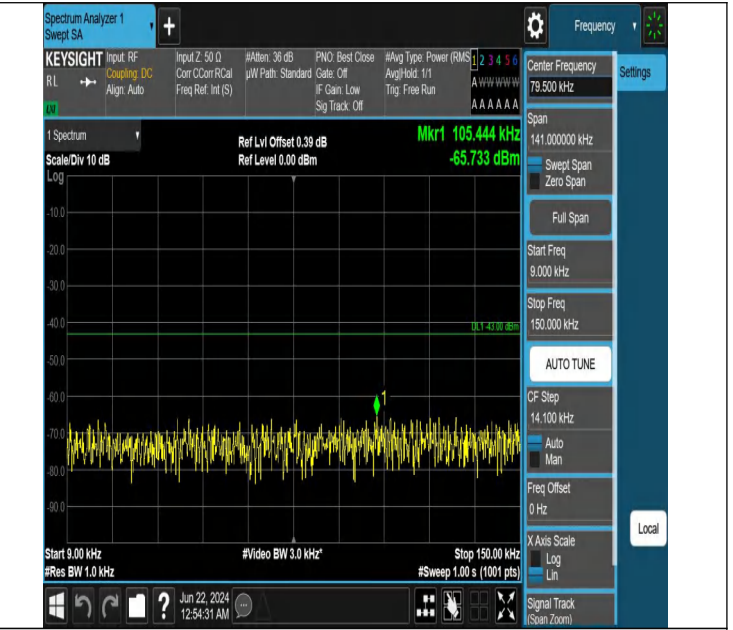 Spectrum Analyzer 1
Swept SA
+
Frequency
KEYSIGHT
RL
Input: RF
Coupling: DC
Align: Auto
Input Z: 50 Ω
Corr CCorr RCal
Freq Ref: Int (S)
#Atten: 36 dB
µW Path: Standard
PNO: Best Close
Gate: Off
IF Gain: Low
Sig Track: Off
#Avg Type: Power (RMS
Avg|Hold: 1/1
Trig: Free Run
1 2 3 4 5 6
A W W W W W
A A A A A A
1 Spectrum
Scale/Div 10 dB
Log
Ref Lvl Offset 0.39 dB
Ref Level 0.00 dBm
Mkr1 105.444 kHz
-65.733 dBm
-10.0
-20.0
-30.0
-40.0
-50.0
-60.0
-70.0
-80.0
-90.0
DL1 -43.00 dBm
1
Start 9.00 kHz
#Res BW 1.0 kHz
#Video BW 3.0 kHz*
Stop 150.00 kHz
#Sweep 1.00 s (1001 pts)
Center Frequency
79.500 kHz
Settings
Span
141.000000 kHz
Swept Span
Zero Span
Full Span
Start Freq
9.000 kHz
Stop Freq
150.000 kHz
AUTO TUNE
CF Step
14.100 kHz
Auto
Man
Freq Offset
0 Hz
X Axis Scale
Log
Lin
Local
Signal Track
(Span Zoom)
?
Jun 22, 2024
12:54:31 AM